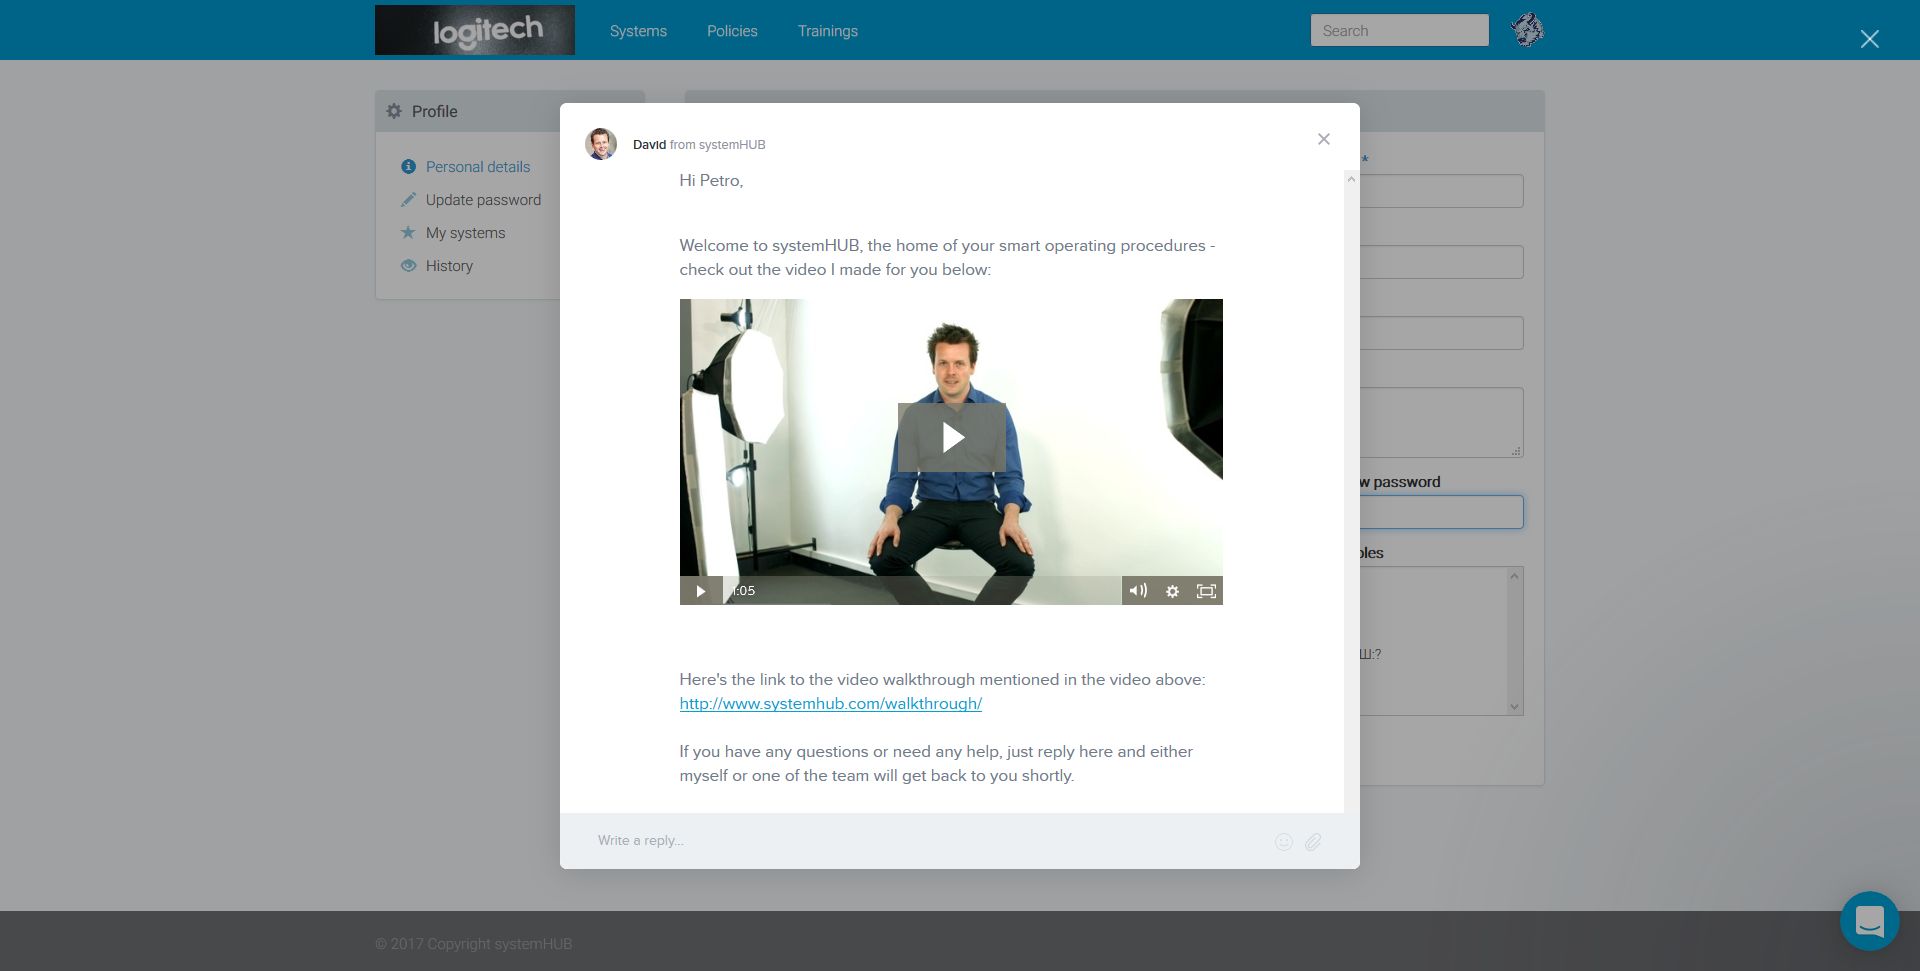 logitech
Systems
Policies
Trainings
Search
Profile
Personal details
Update password
My systems
History
David from systemHUB
Hi Petro,
Welcome to systemHUB, the home of your smart operating procedures -
check out the video I made for you below:
1:05
Here's the link to the video walkthrough mentioned in the video above:
http://www.systemhub.com/walkthrough/
If you have any questions or need any help, just reply here and either
myself or one of the team will get back to you shortly.
Write a reply...
*
w password
oles
Ш:?
© 2017 Copyright systemHUB